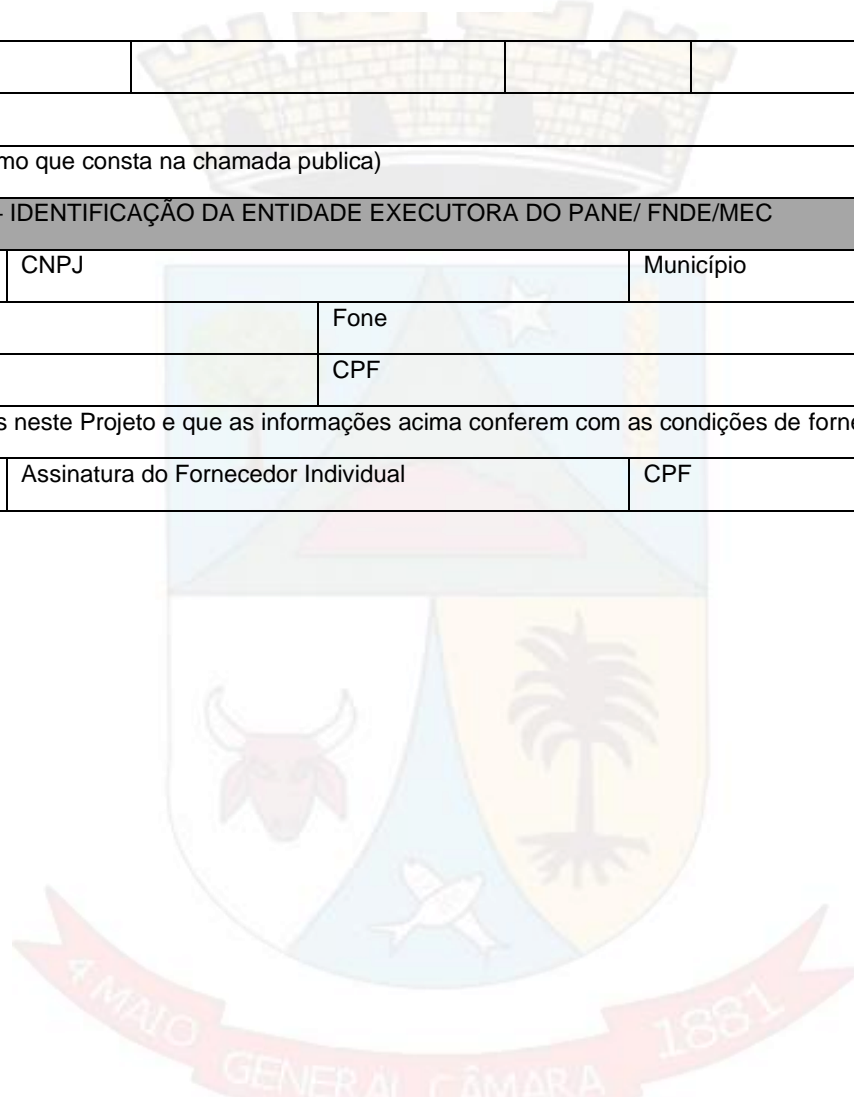 mo que consta na chamada publica)
- IDENTIFICAÇÃO DA ENTIDADE EXECUTORA DO PANE/ FNDE/MEC
CNPJ Município
Fone
CPF
s neste Projeto e que as informações acima conferem com as condições de forne
Assinatura do Fornecedor Individual CPF
4 MAIO
GENERAL CÂMARA
1881